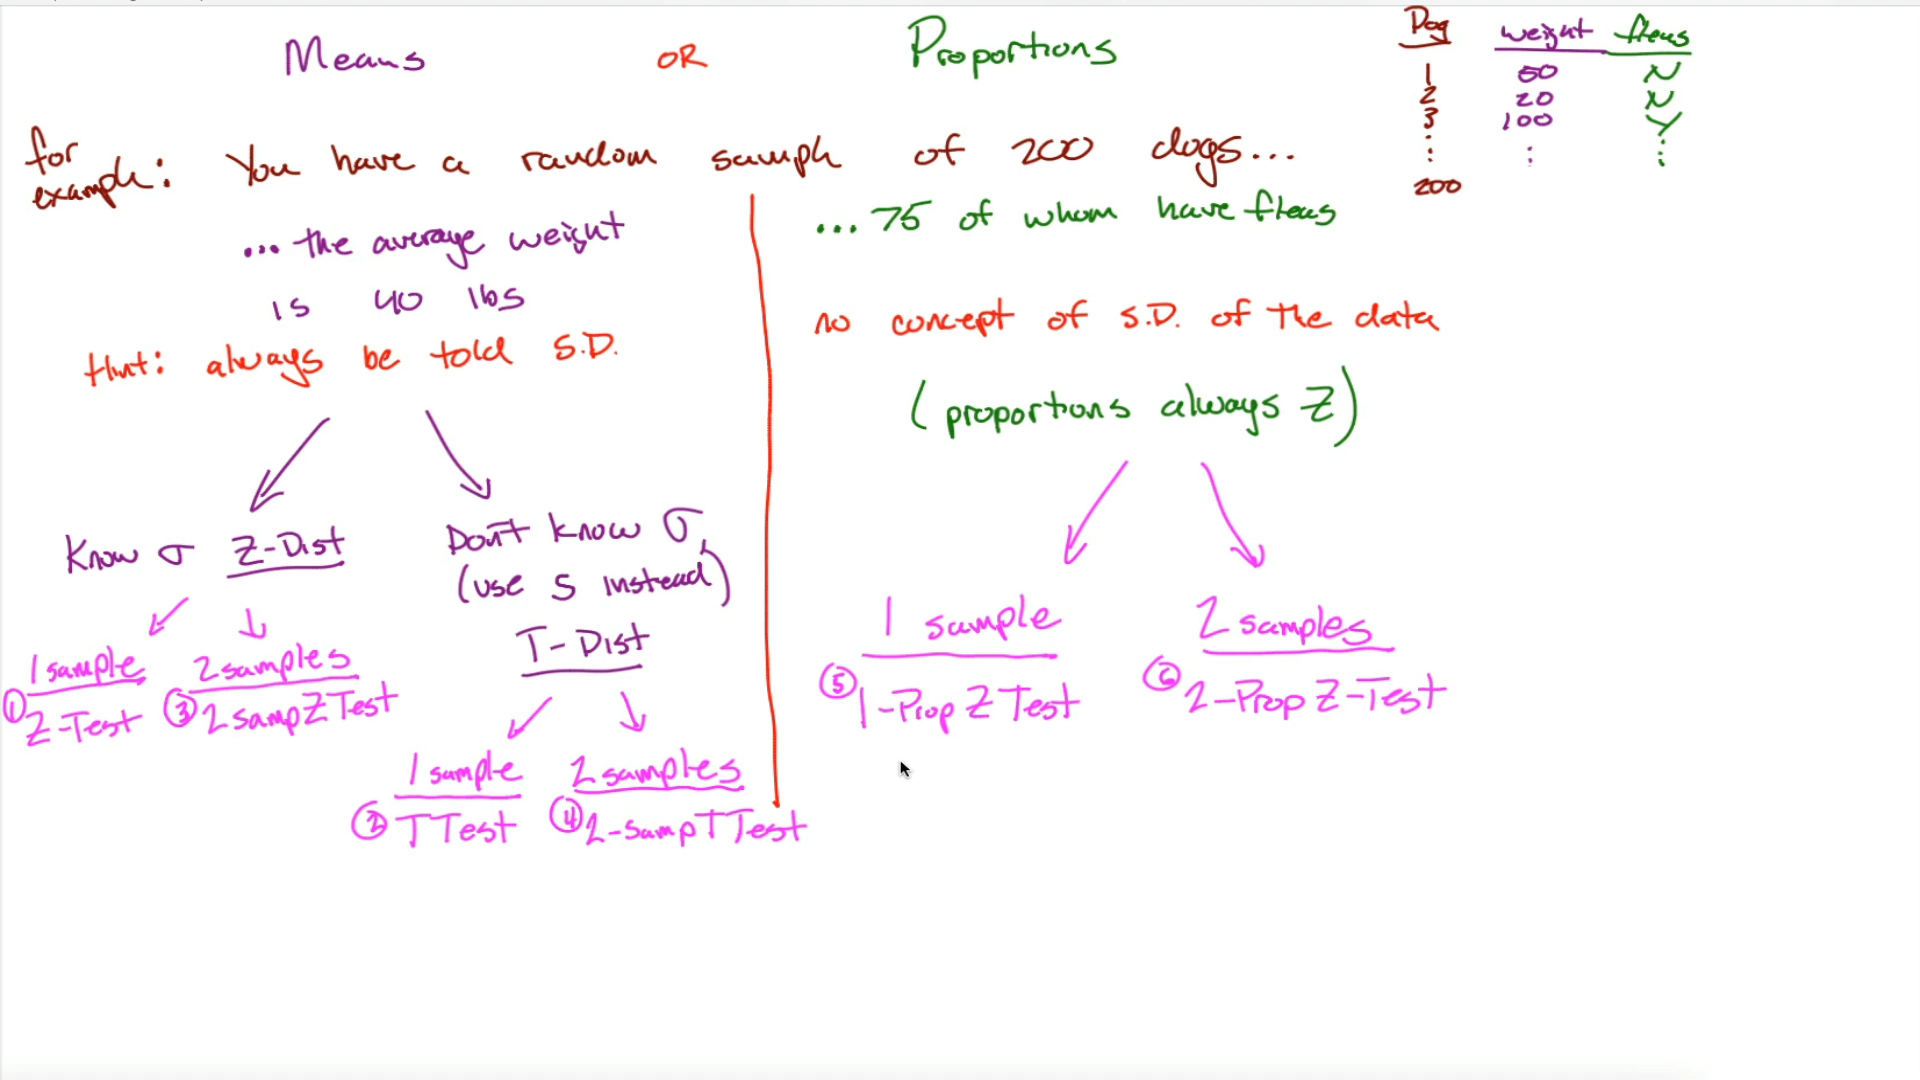 Means OR Proportions
Dog weight fleas
1 50 N
2 20 N
3 100 Y
200
for example: You have a random sample of 200 dogs...
... the average weight
is 40 lbs
Hint: always be told S.D.
... 75 of whom have fleas
no concept of S.D. of the data
(proportions always Z)
Know σ Z-Dist
Don't know σ,
(use S instead)
T-Dist
1 sample
① Z-Test
2 samples
③ 2 samp Z Test
1 sample
② T Test
2 samples
④ 2-Samp T Test
1 sample
⑤ 1-Prop Z Test
2 samples
⑥ 2-Prop Z-Test